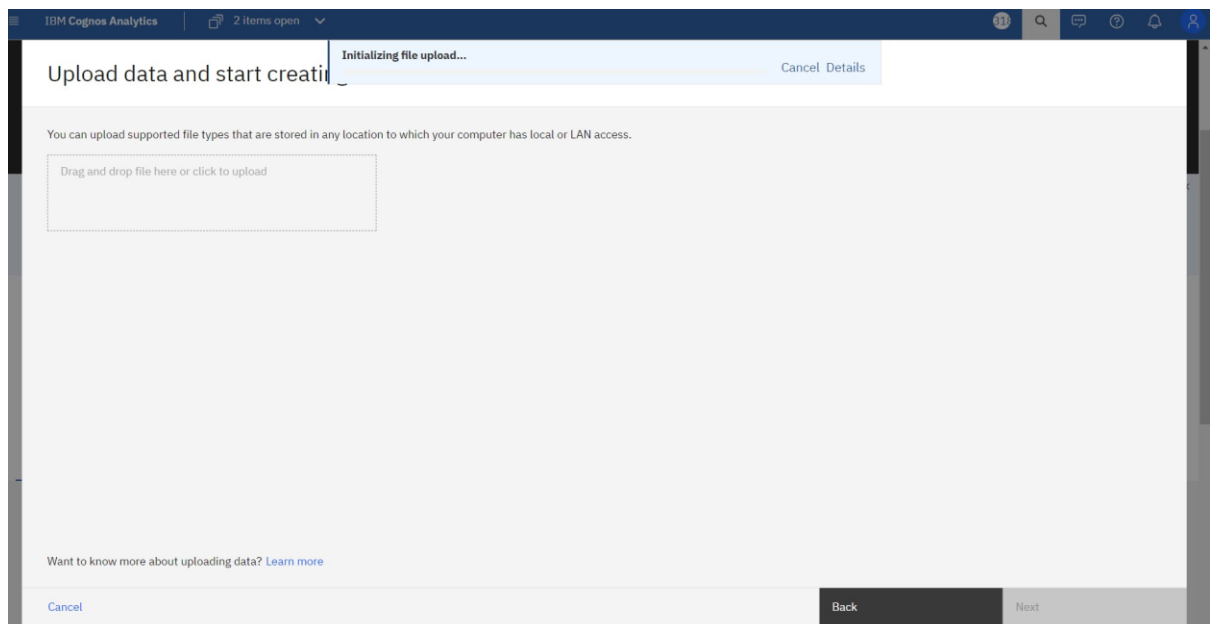 IBM Cognos Analytics
2 items open
Initializing file upload...
Cancel Details
Upload data and start creati
You can upload supported file types that are stored in any location to which your computer has local or LAN access.
Drag and drop file here or click to upload
Want to know more about uploading data? Learn more
Cancel
Back
Next